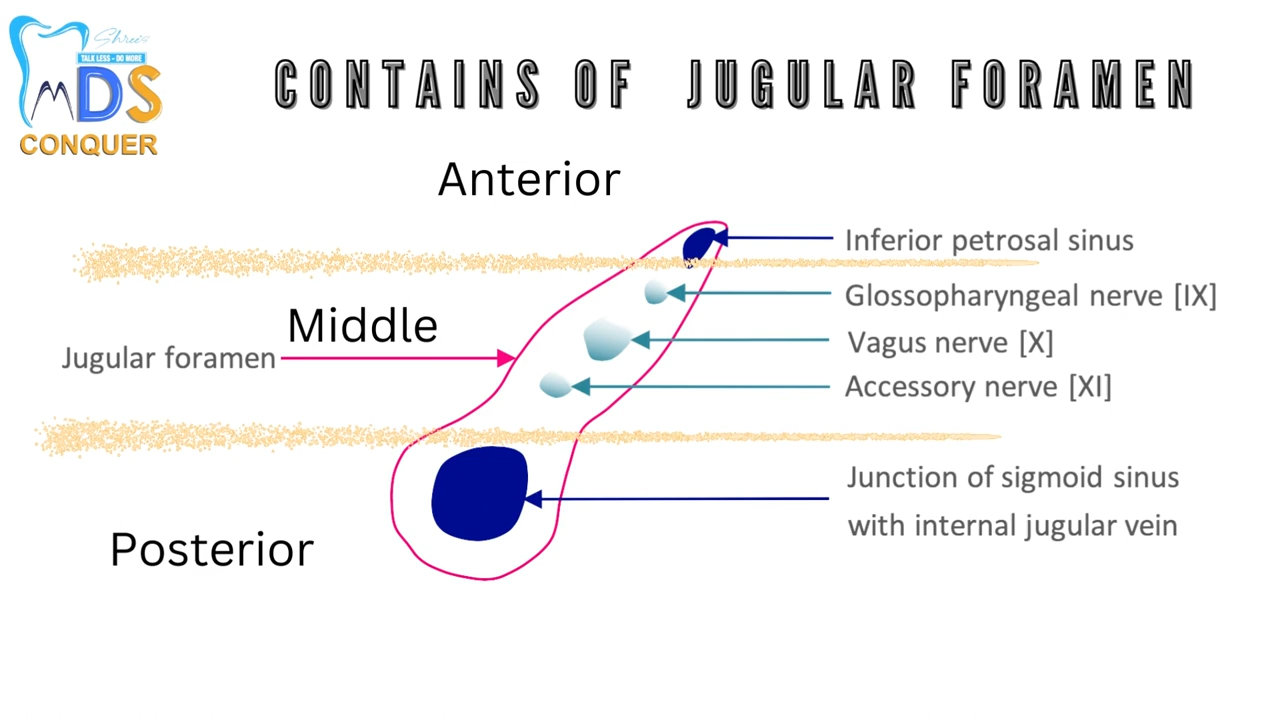 Shree's
TALK LESS - DO MORE
MDS
CONQUER
CONTAINS OF JUGULAR FORAMEN
Anterior
Inferior petrosal sinus
Glossopharyngeal nerve [IX]
Middle
Vagus nerve [X]
Jugular foramen
Accessory nerve [XI]
Junction of sigmoid sinus
with internal jugular vein
Posterior